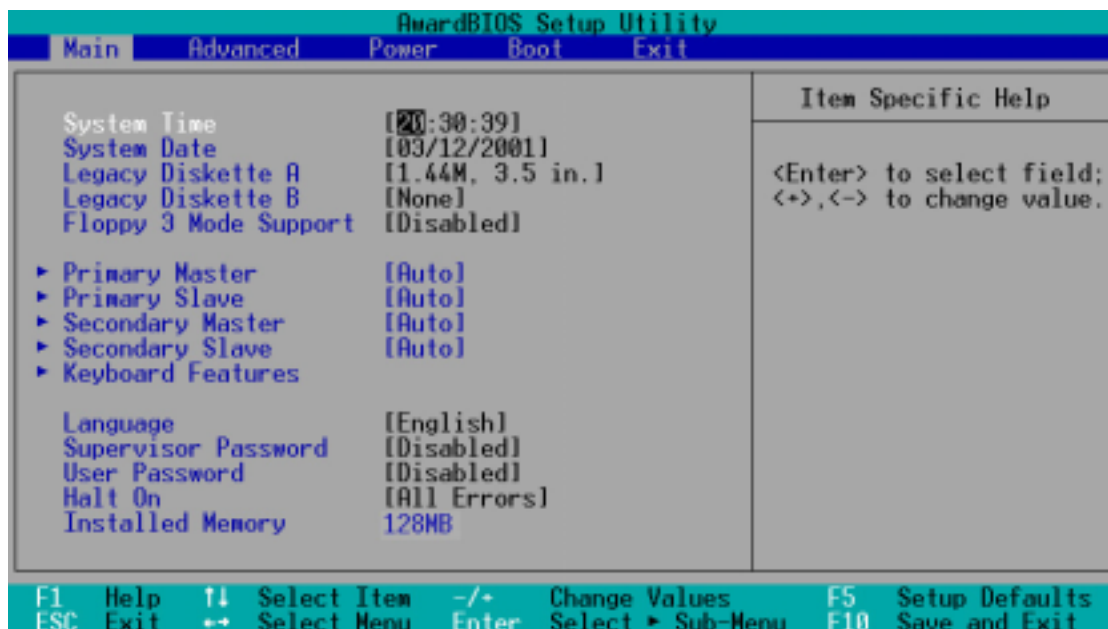 AwardBIOS Setup Utility
Main Advanced Power Boot Exit
Item Specific Help
System Time [20:30:39]
System Date [03/12/2001]
Legacy Diskette A [1.44M, 3.5 in.]
Legacy Diskette B [None]
Floppy 3 Mode Support [Disabled]
▶ Primary Master [Auto]
▶ Primary Slave [Auto]
▶ Secondary Master [Auto]
▶ Secondary Slave [Auto]
▶ Keyboard Features
Language [English]
Supervisor Password [Disabled]
User Password [Disabled]
Halt On [All Errors]
Installed Memory 128MB
<Enter> to select field;
<+>,<-> to change value.
F1 Help ↑↓ Select Item -/+ Change Values F5 Setup Defaults
ESC Exit ←→ Select Menu Enter Select ▶ Sub-Menu F10 Save and Exit